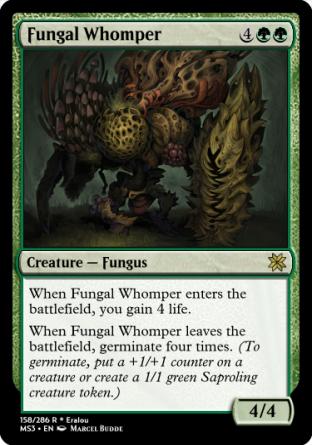 Fungal Whomper 4
Creature — Fungus
When Fungal Whomper enters the
battlefield, you gain 4 life.
When Fungal Whomper leaves the
battlefield, germinate four times. (To
germinate, put a +1/+1 counter on a
creature or create a 1/1 green Saproling
creature token.)
4/4
158/286 R * Eralou
MS3 • EN Marcel Budde